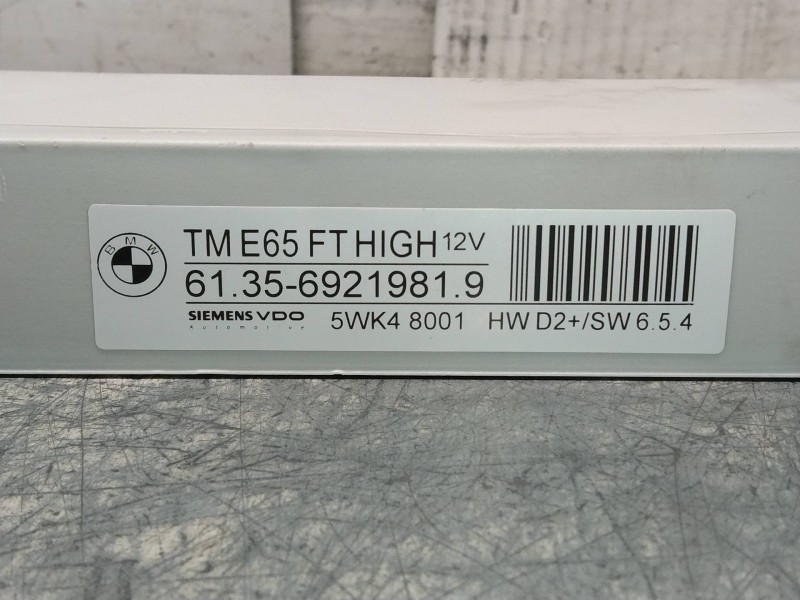 BMW
TM E65 FT HIGH 12V
61.35-6921981.9
SIEMENS VDO 5WK4 8001 HW D2+/SW 6.5.4
Automotive